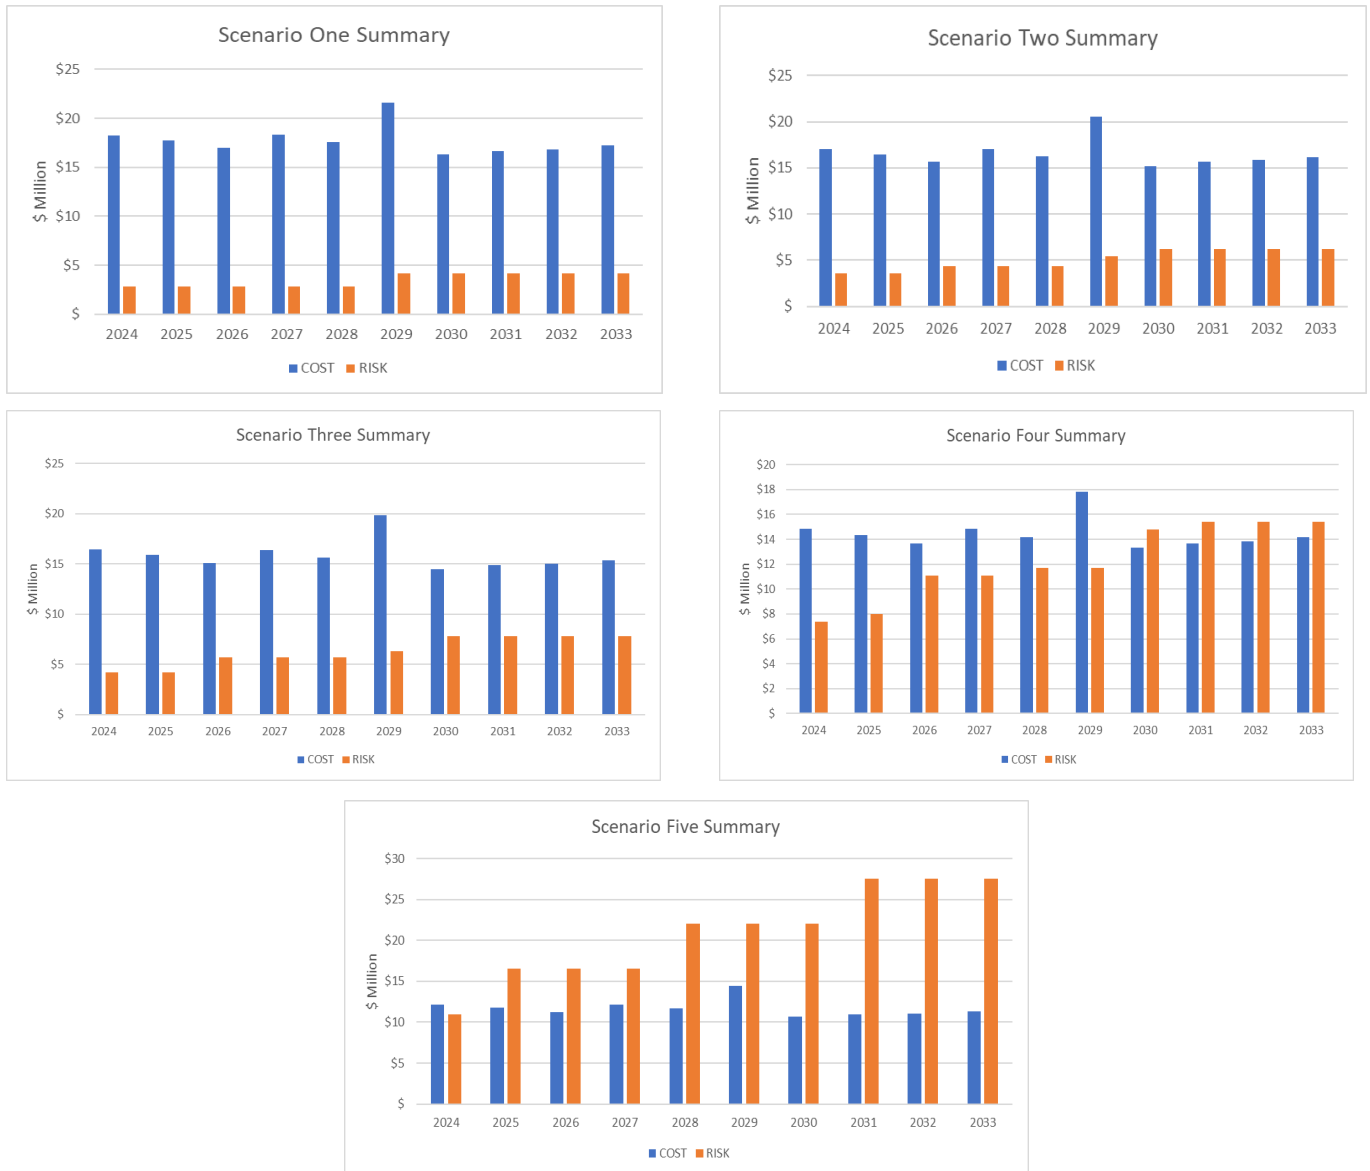 Scenario One Summary
$25
$20
$15
$10
$5
$
$ Million
2024 2025 2026 2027 2028 2029 2030 2031 2032 2033
COST RISK
Scenario Two Summary
$25
$20
$15
$10
$5
$
$ Million
2024 2025 2026 2027 2028 2029 2030 2031 2032 2033
COST RISK
Scenario Three Summary
$25
$20
$15
$10
$5
$
$ Million
2024 2025 2026 2027 2028 2029 2030 2031 2032 2033
COST RISK
Scenario Four Summary
$20
$18
$16
$14
$12
$10
$8
$6
$4
$2
$
$ Million
2024 2025 2026 2027 2028 2029 2030 2031 2032 2033
COST RISK
Scenario Five Summary
$30
$25
$20
$15
$10
$5
$
$ Million
2024 2025 2026 2027 2028 2029 2030 2031 2032 2033
COST RISK